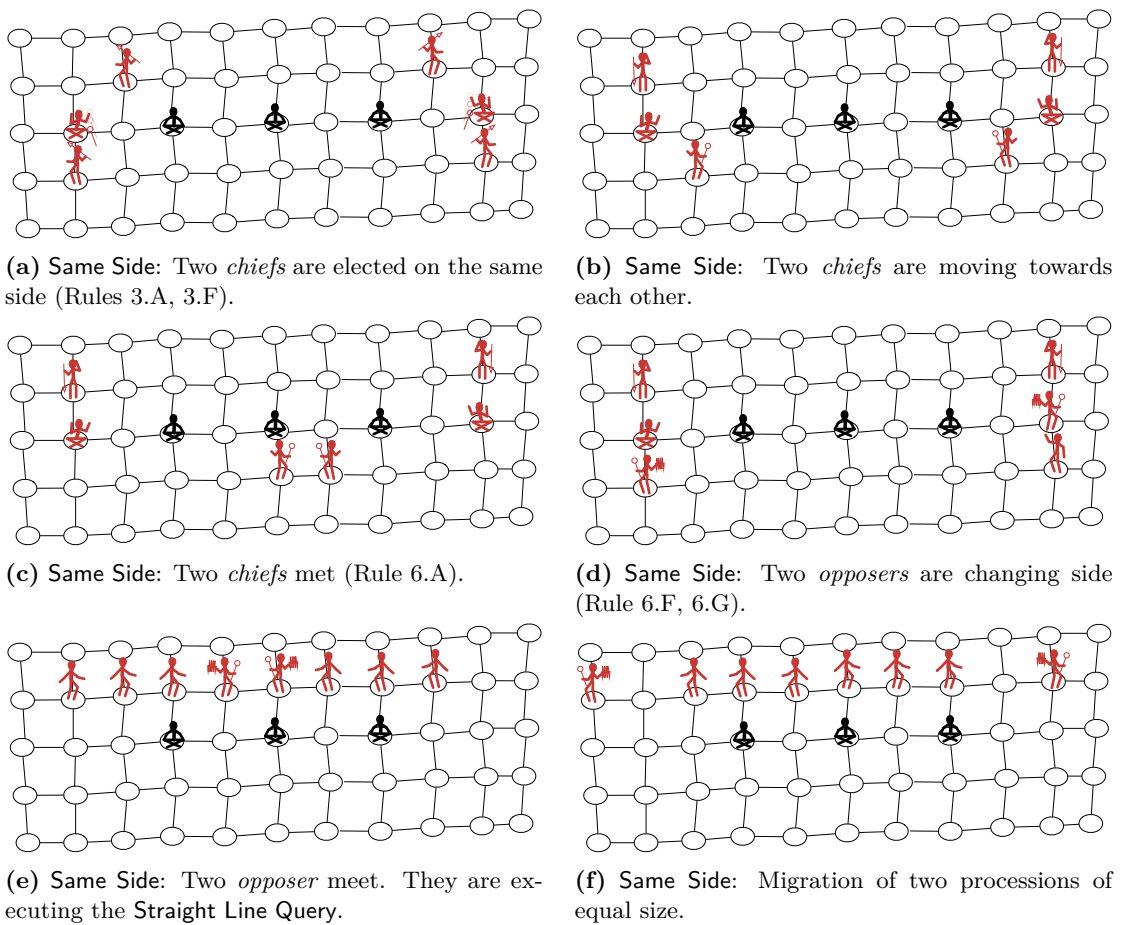 (a) Same Side: Two chiefs are elected on the same
side (Rules 3.A, 3.F).
(b) Same Side: Two chiefs are moving towards
each other.
(c) Same Side: Two chiefs met (Rule 6.A).
(d) Same Side: Two opposers are changing side
(Rule 6.F, 6.G).
(e) Same Side: Two opposer meet. They are ex-
ecuting the Straight Line Query.
(f) Same Side: Migration of two processions of
equal size.